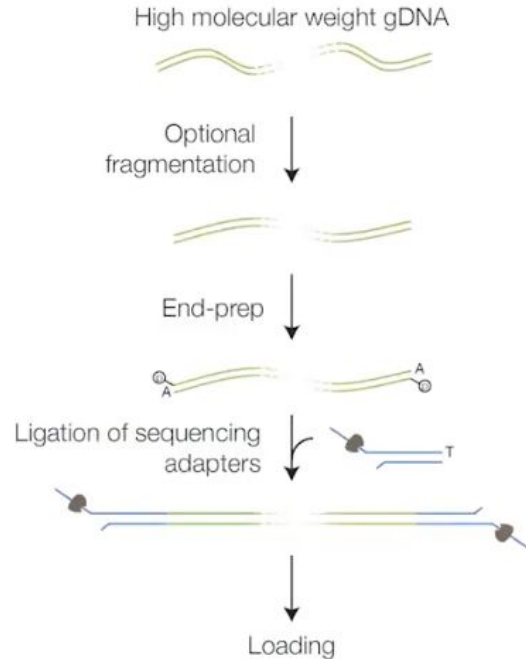 High molecular weight gDNA
Optional
fragmentation
End-prep
P
A
A
P
Ligation of sequencing
adapters
T
Loading